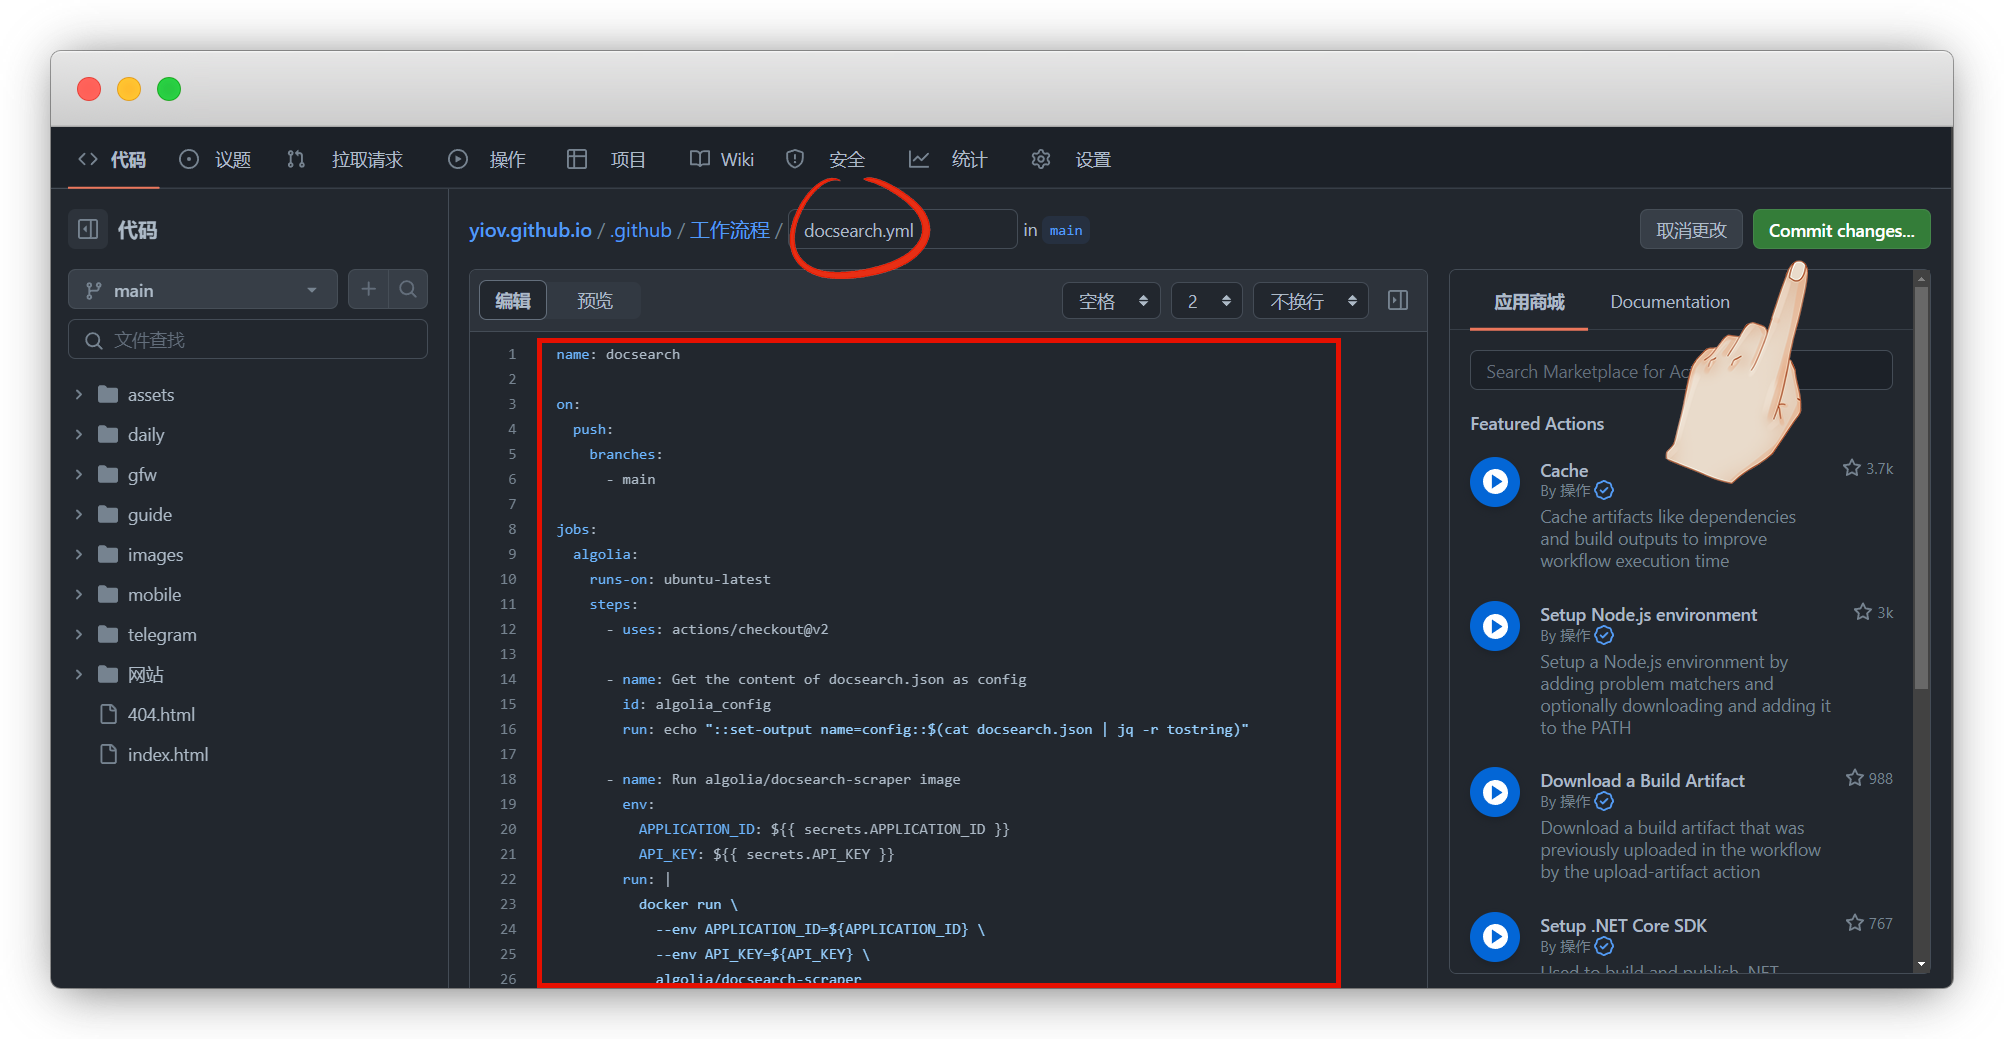 代码 议题 拉取请求 操作 项目 Wiki 安全 统计 设置
代码
main
文件查找
assets
daily
gfw
guide
images
mobile
telegram
网站
404.html
index.html
yiov.github.io / .github / 工作流程 / docsearch.yml in main
取消更改 Commit changes...
编辑 预览 空格 2 不换行
1 name: docsearch
2
3 on:
4 push:
5 branches:
6 - main
7
8 jobs:
9 algolia:
10 runs-on: ubuntu-latest
11 steps:
12 - uses: actions/checkout@v2
13
14 - name: Get the content of docsearch.json as config
15 id: algolia_config
16 run: echo "::set-output name=config::$(cat docsearch.json | jq -r tostring)"
17
18 - name: Run algolia/docsearch-scraper image
19 env:
20 APPLICATION_ID: ${{ secrets.APPLICATION_ID }}
21 API_KEY: ${{ secrets.API_KEY }}
22 run: |
23 docker run \
24 --env APPLICATION_ID=${APPLICATION_ID} \
25 --env API_KEY=${API_KEY} \
26 algolia/docsearch-scraper
应用商城 Documentation
Search Marketplace for Ac
Featured Actions
Cache 3.7k
By 操作
Cache artifacts like dependencies
and build outputs to improve
workflow execution time
Setup Node.js environment 3k
By 操作
Setup a Node.js environment by
adding problem matchers and
optionally downloading and adding it
to the PATH
Download a Build Artifact 988
By 操作
Download a build artifact that was
previously uploaded in the workflow
by the upload-artifact action
Setup .NET Core SDK 767
By 操作
Used to build and publish .NET